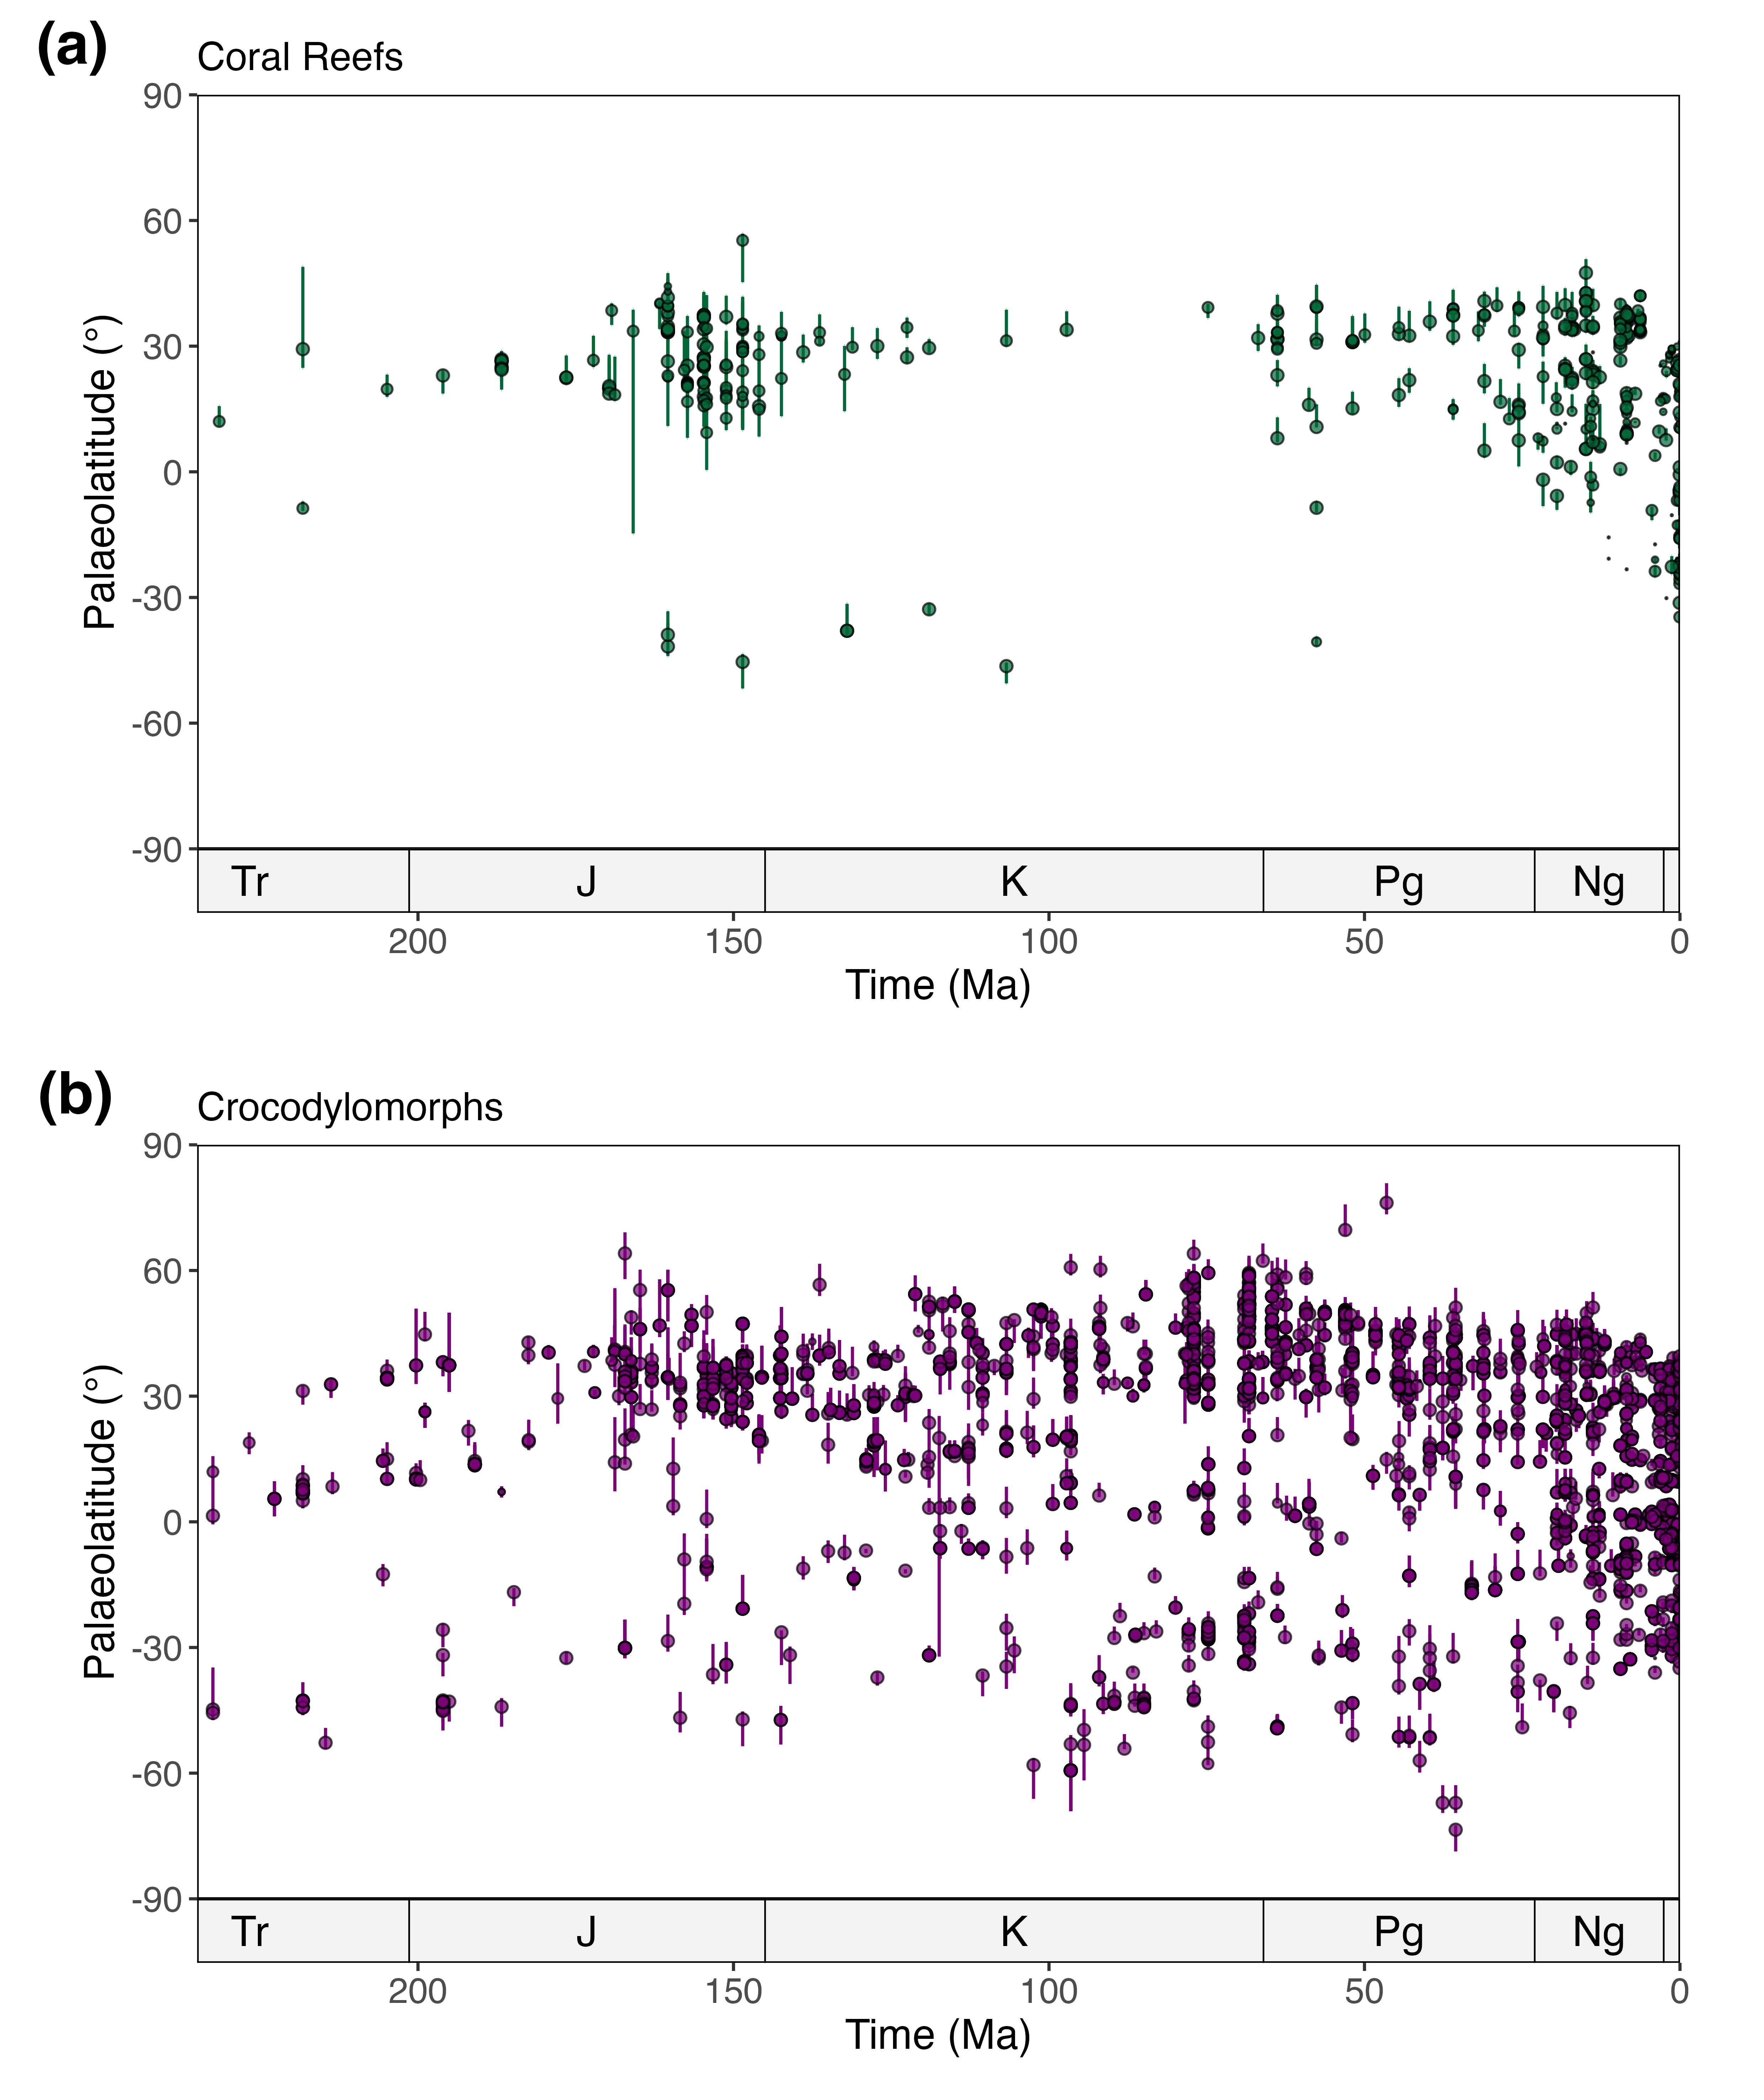 (a)
Coral Reefs
90
60
30
0
-30
-60
-90
Palaeolatitude (°)
Tr J K Pg Ng
200 150 100 50 0
Time (Ma)
(b)
Crocodylomorphs
90
60
30
0
-30
-60
-90
Palaeolatitude (°)
Tr J K Pg Ng
200 150 100 50 0
Time (Ma)